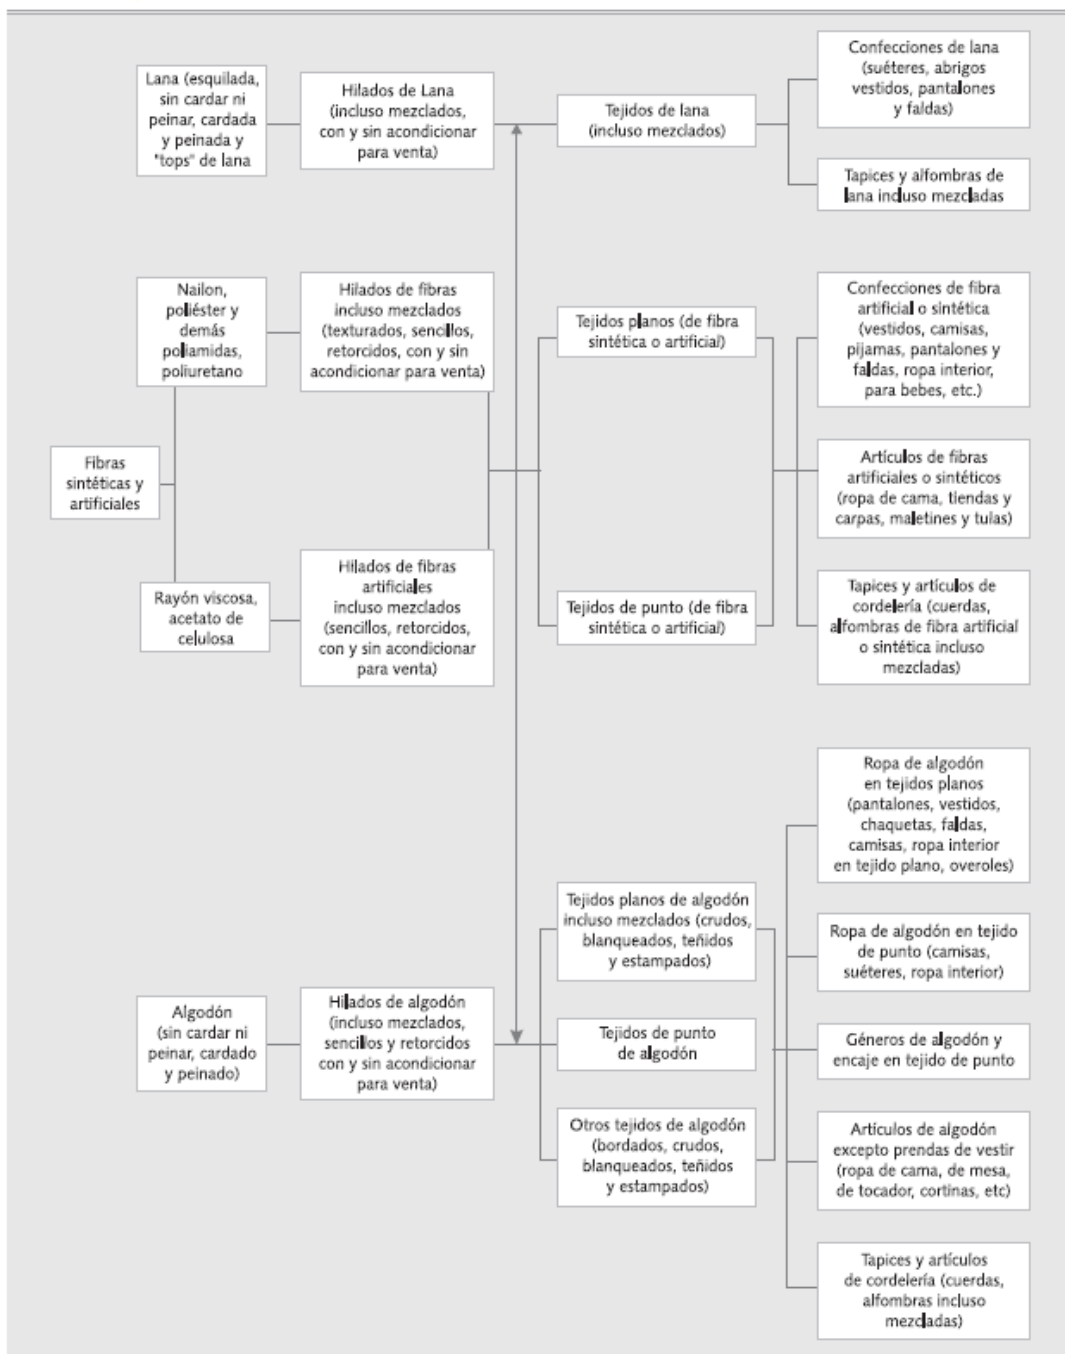 Lana (esquilada,
sin cardar ni
peinar, cardada
y peinada y
"tops" de lana
Hilados de Lana
(incluso mezclados,
con y sin acondicionar
para venta)
Tejidos de lana
(incluso mezclados)
Confecciones de lana
(suéteres, abrigos
vestidos, pantalones
y faldas)
Tapices y alfombras de
lana incluso mezcladas
Fibras
sintéticas y
artificiales
Nailon,
poliéster y
demás
poliamidas,
poliuretano
Hilados de fibras
incluso mezclados
(texturados, sencillos,
retorcidos, con y sin
acondicionar para venta)
Tejidos planos (de fibra
sintética o artificial)
Confecciones de fibra
artificial o sintética
(vestidos, camisas,
pijamas, pantalones y
faldas, ropa interior,
para bebes, etc.)
Artículos de fibras
artificiales o sintéticos
(ropa de cama, tiendas y
carpas, maletines y tulas)
Rayón viscosa,
acetato de
celulosa
Hilados de fibras
artificiales
incluso mezclados
(sencillos, retorcidos,
con y sin acondicionar
para venta)
Tejidos de punto (de fibra
sintética o artificial)
Tapices y artículos de
cordelería (cuerdas,
alfombras de fibra artificial
o sintética incluso
mezcladas)
Algodón
(sin cardar ni
peinar, cardado
y peinado)
Hilados de algodón
(incluso mezclados,
sencillos y retorcidos
con y sin acondicionar
para venta)
Tejidos planos de algodón
incluso mezclados (crudos,
blanqueados, teñidos
y estampados)
Tejidos de punto
de algodón
Otros tejidos de algodón
(bordados, crudos,
blanqueados, teñidos
y estampados)
Ropa de algodón
en tejidos planos
(pantalones, vestidos,
chaquetas, faldas,
camisas, ropa interior
en tejido plano, overoles)
Ropa de algodón en tejido
de punto (camisas,
suéteres, ropa interior)
Géneros de algodón y
encaje en tejido de punto
Artículos de algodón
excepto prendas de vestir
(ropa de cama, de mesa,
de tocador, cortinas, etc)
Tapices y artículos
de cordelería (cuerdas,
alfombras incluso
mezcladas)